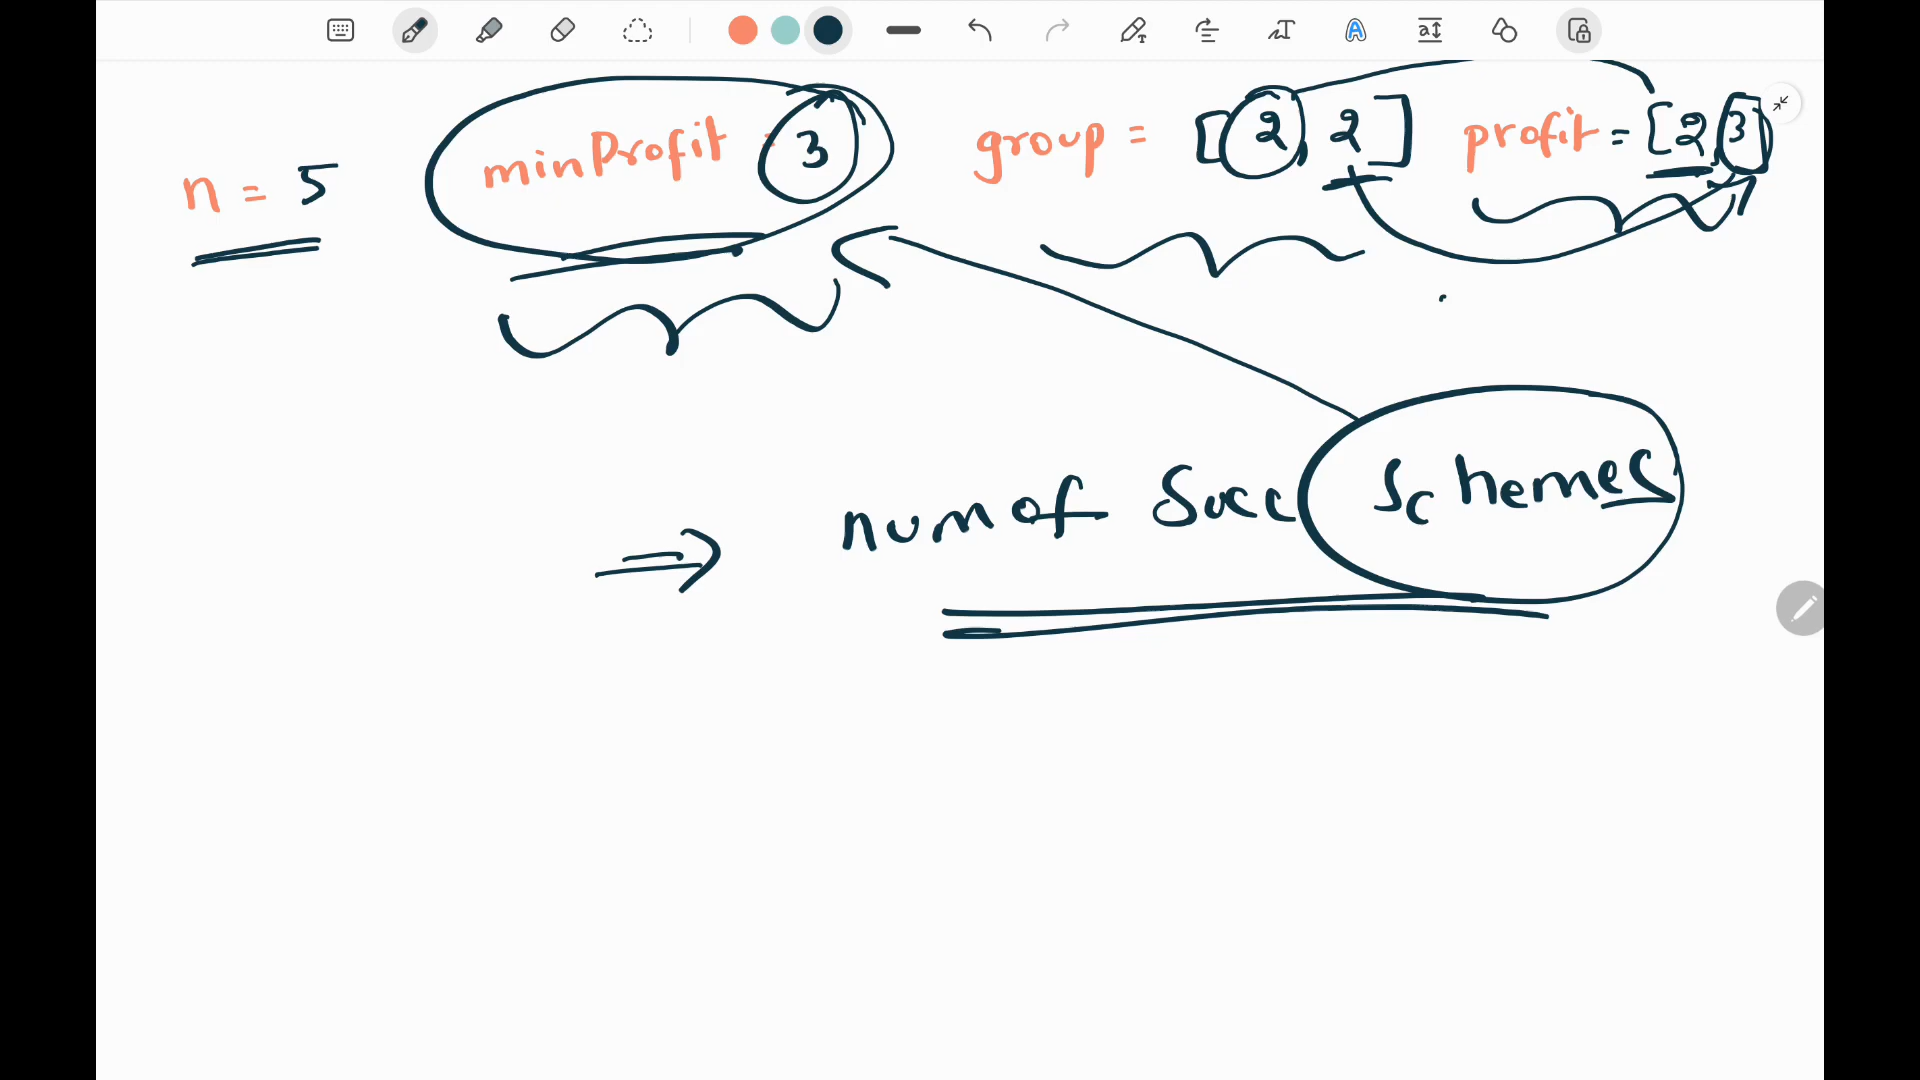 n = 5 minProfit = 3 group = [2, 2] profit = [2, 3]
num of Succ Schemes